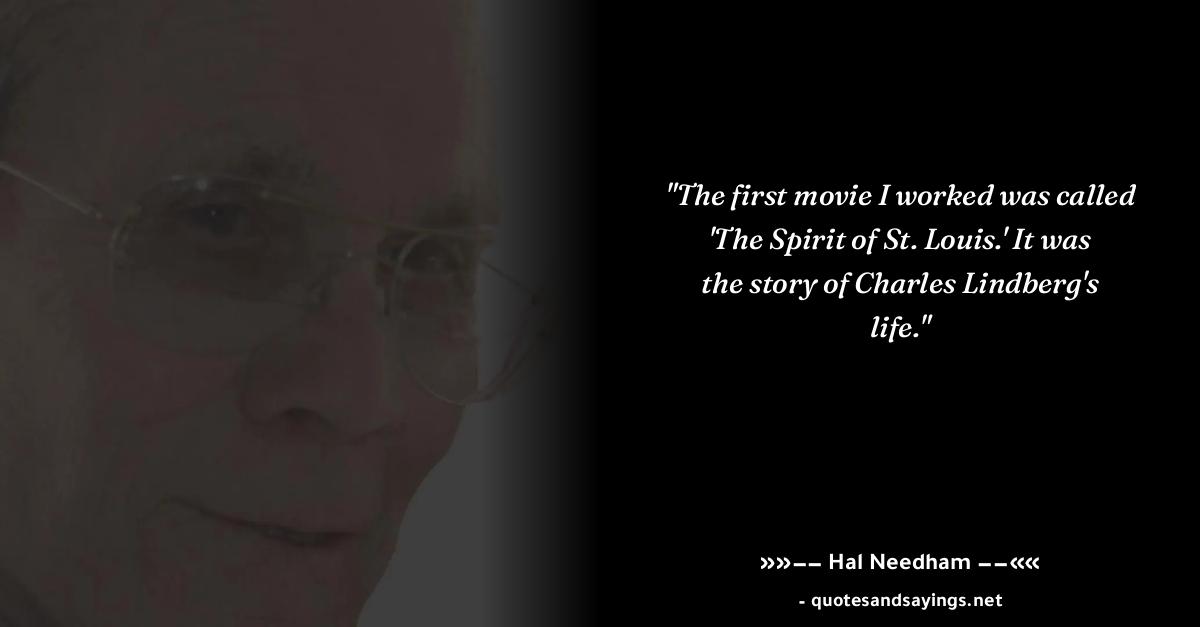 "The first movie I worked was called
'The Spirit of St. Louis.' It was
the story of Charles Lindberg's
life."
»»−− Hal Needham −−««
- quotesandsayings.net